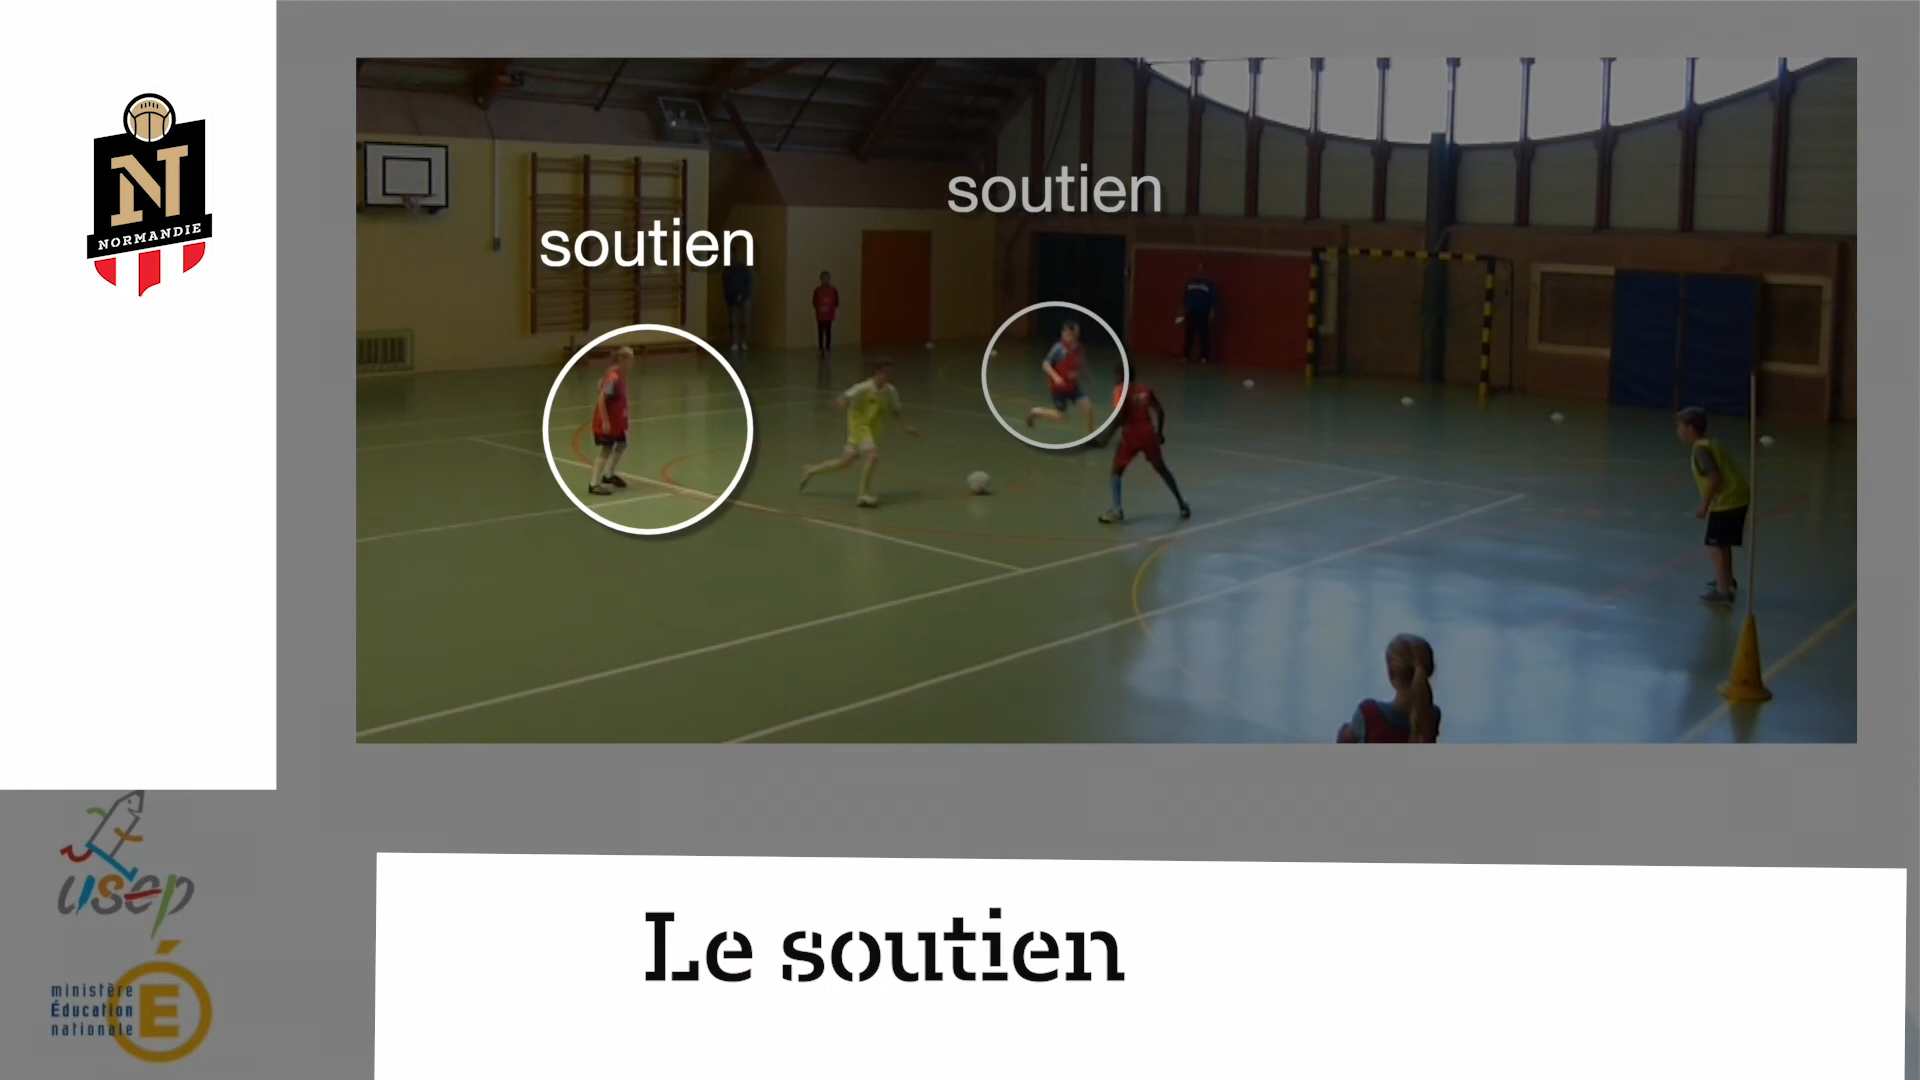 N
NORMANDIE
soutien
soutien
usep
ministère
Éducation
nationale
É
Le soutien